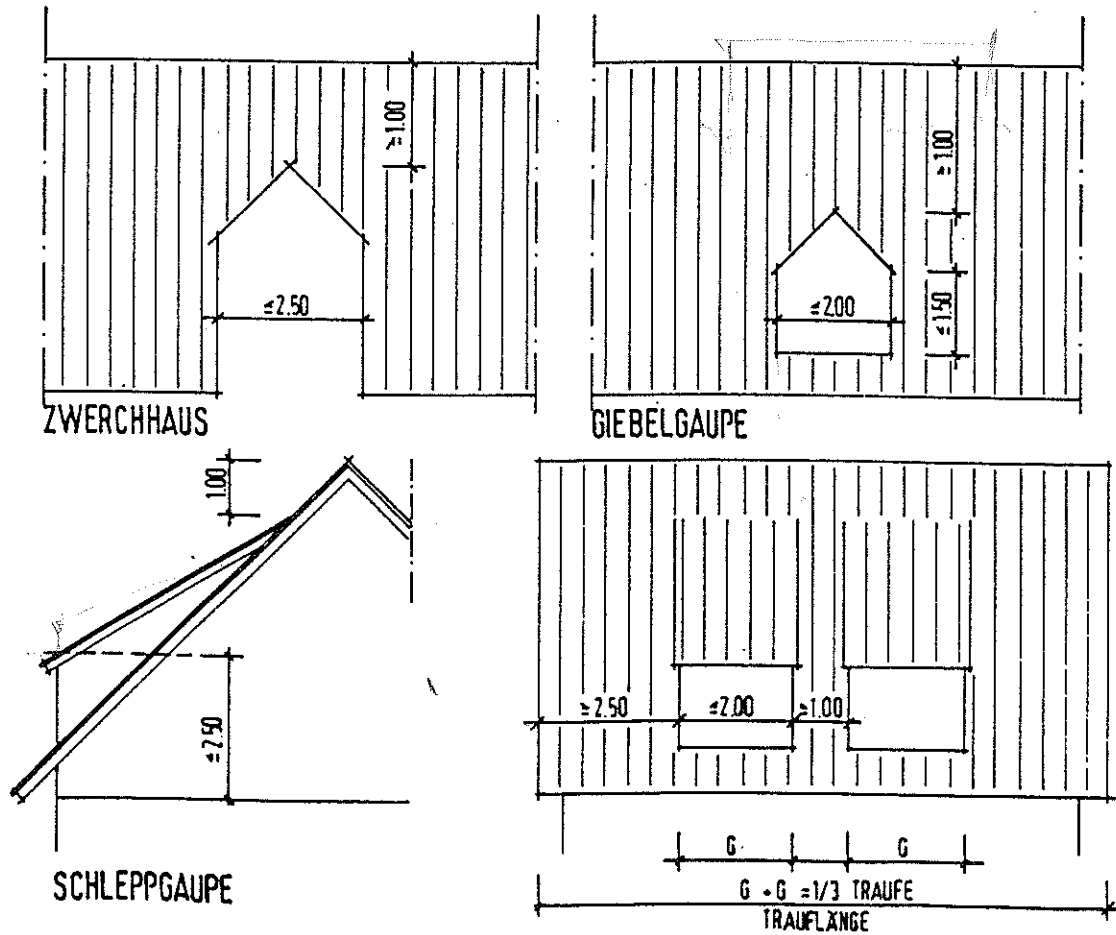 ≥1.00
≤2.50
ZWERCHHAUS
≥1.00
≤2.00
≤1.50
GIEBELGAUPE
1.00
≤2.50
SCHLEPPGAUPE
≥2.50
≤2.00
≥1.00
G
G
G + G =1/3 TRAUFE
TRAUFLÄNGE